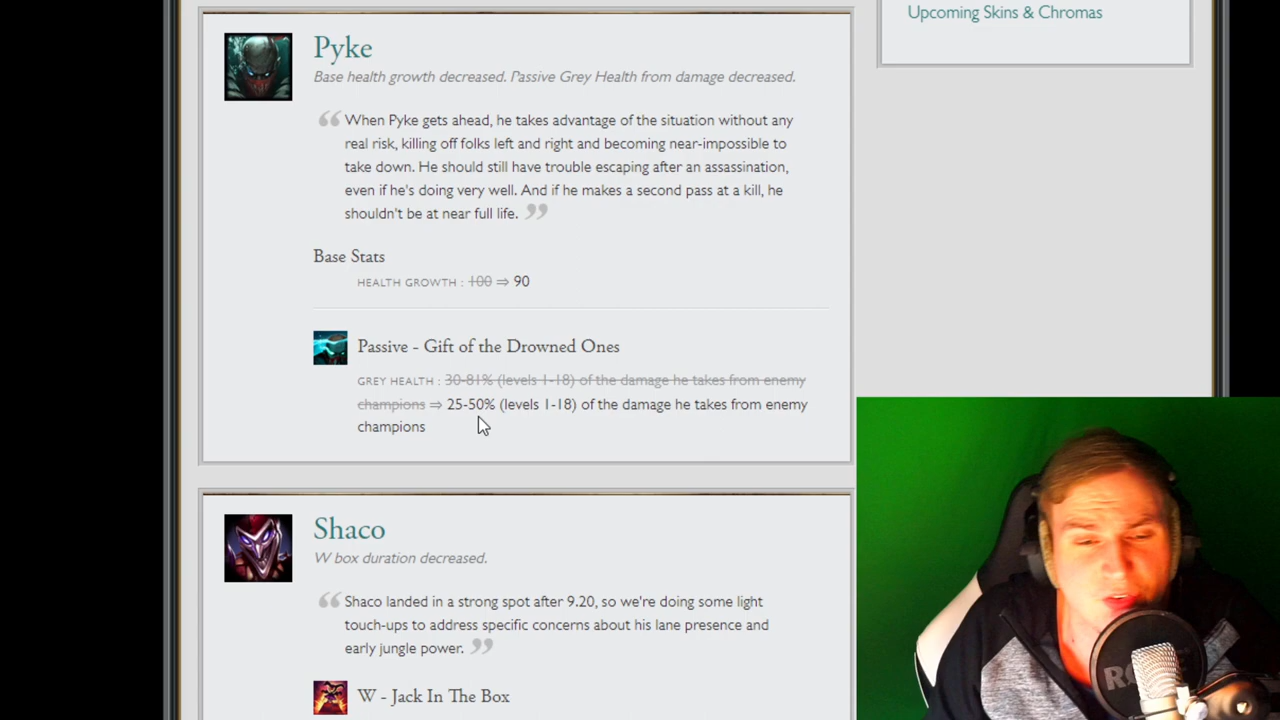 Upcoming Skins & Chromas
Pyke
Base health growth decreased. Passive Grey Health from damage decreased.
“ When Pyke gets ahead, he takes advantage of the situation without any
real risk, killing off folks left and right and becoming near-impossible to
take down. He should still have trouble escaping after an assassination,
even if he's doing very well. And if he makes a second pass at a kill, he
shouldn't be at near full life. ”
Base Stats
HEALTH GROWTH : 100 ⇒ 90
Passive - Gift of the Drowned Ones
GREY HEALTH : 30-81% (levels 1-18) of the damage he takes from enemy
champions ⇒ 25-50% (levels 1-18) of the damage he takes from enemy
champions
Shaco
W box duration decreased.
“ Shaco landed in a strong spot after 9.20, so we're doing some light
touch-ups to address specific concerns about his lane presence and
early jungle power. ”
W - Jack In The Box